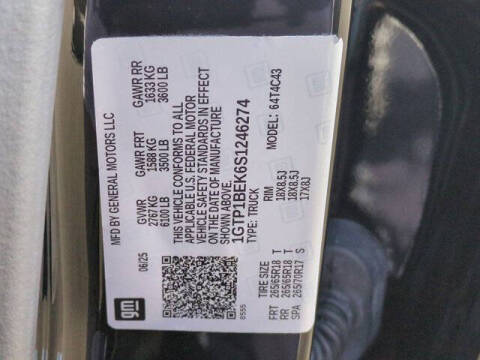 MFD BY GENERAL MOTORS LLC
06/25 GVWR GAWR FRT GAWR RR
2767 KG 1588 KG 1633 KG
6100 LB 3500 LB 3600 LB
THIS VEHICLE CONFORMS TO ALL
APPLICABLE U.S. FEDERAL MOTOR
VEHICLE SAFETY STANDARDS IN EFFECT
ON THE DATE OF MANUFACTURE
SHOWN ABOVE.
1GTP1BEK6S1246274
TYPE: TRUCK MODEL: 64T4C43
gm
0555
TIRE SIZE RIM
FRT 265/65R18 T 18X8.5J
RR 265/65R18 T 18X8.5J
SPA 265/70R17 S 17X8J